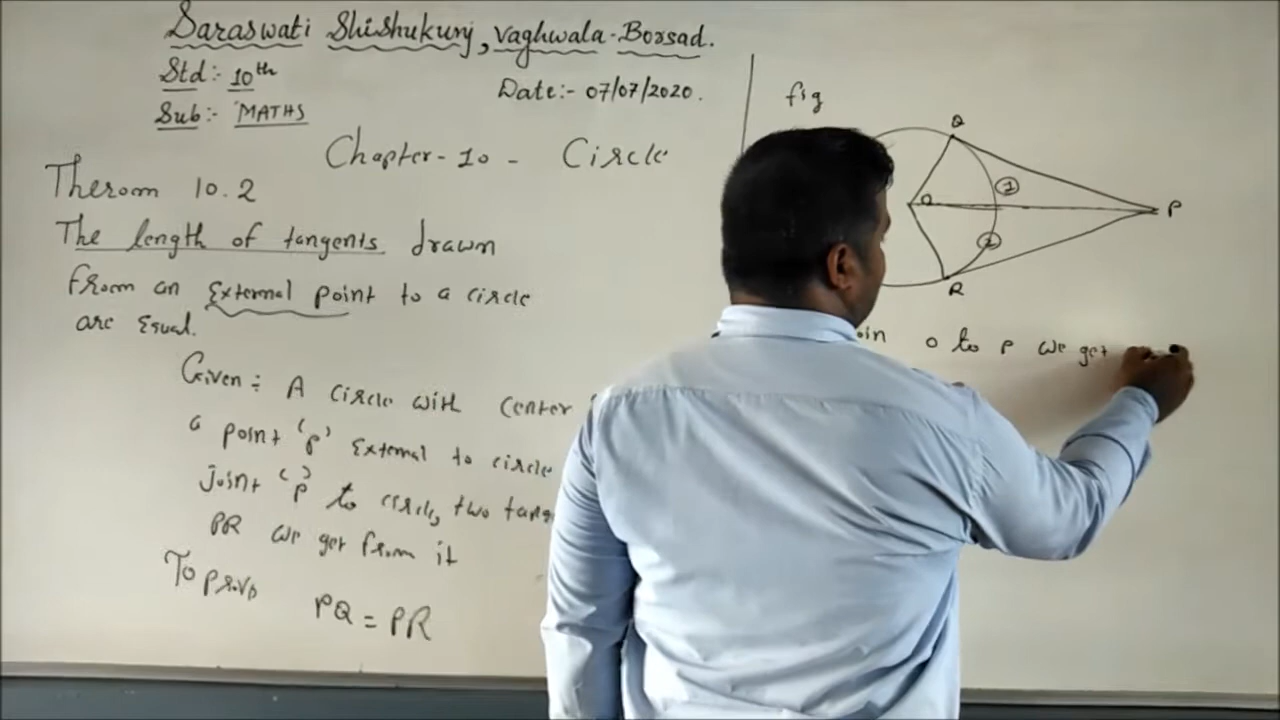 Saraswati Shishukunj, Vaghwala-Borsad.
Std:- 10th
Date:- 07/07/2020.
Sub:- MATHS
Chapter-10 - Circle
Therom 10.2
The length of tangents drawn
from an External point to a circle
are Equal.
Given: A circle with center
a point 'p' External to circle
joint 'p' to circle, two tang
PR we get from it
To prove
PQ = PR
fig
Q
1
O
P
2
R
oin O to P we get